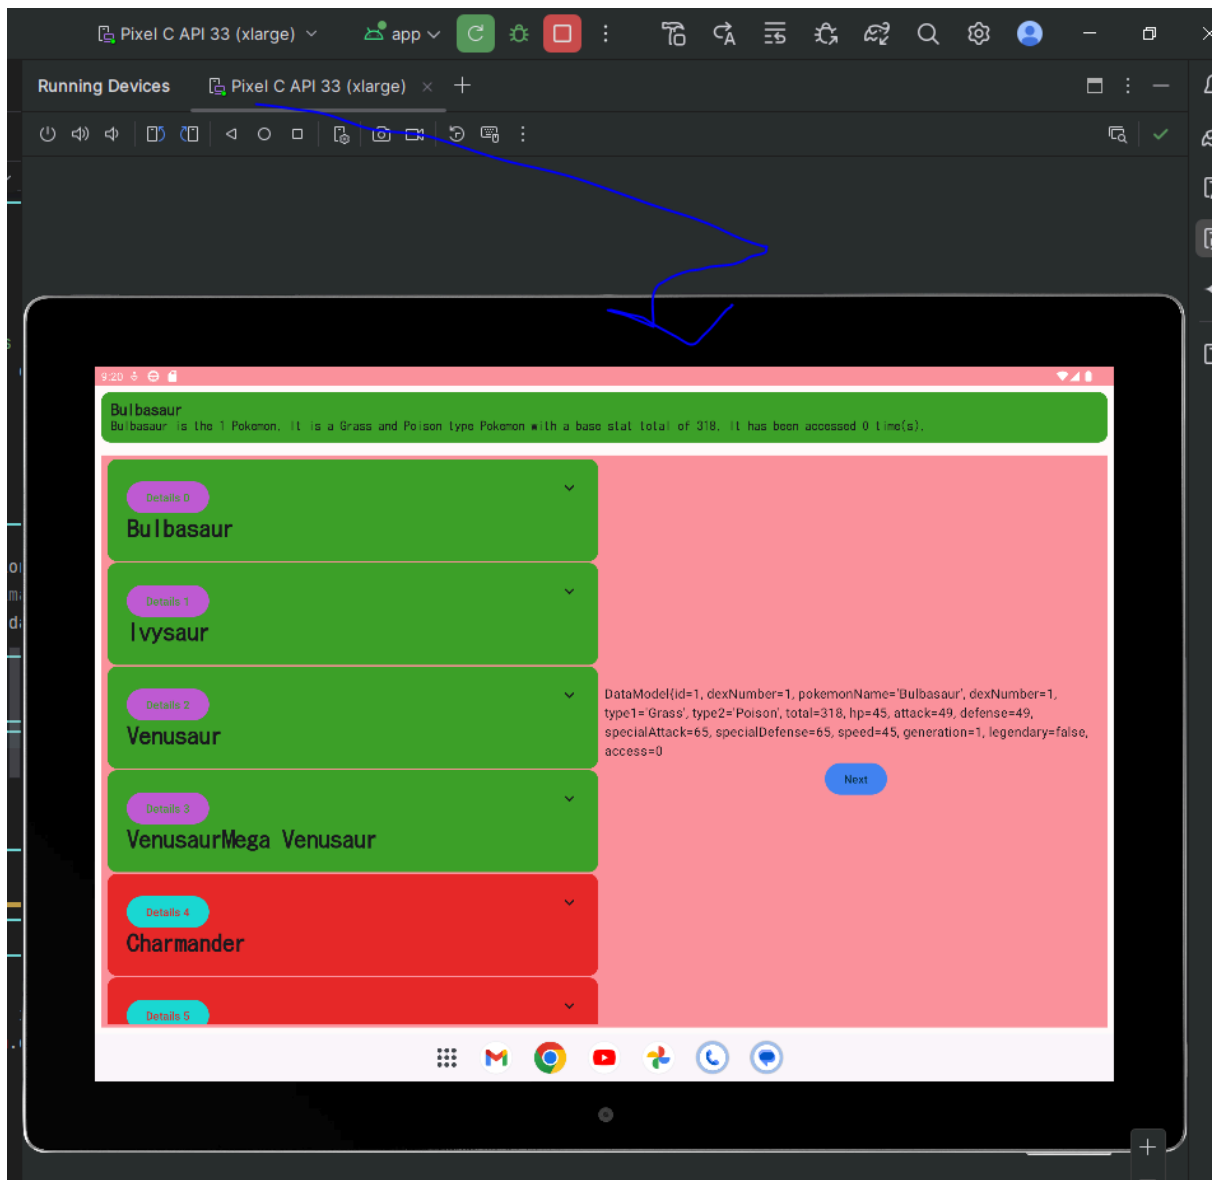 Pixel C API 33 (xlarge)
app
Running Devices
Pixel C API 33 (xlarge)
9:20
Bulbasaur
Bulbasaur is the 1 Pokemon. It is a Grass and Poison type Pokemon with a base stat total of 318. It has been accessed 0 time(s).
Details 0
Bulbasaur
Details 1
Ivysaur
Details 2
Venusaur
Details 3
VenusaurMega Venusaur
Details 4
Charmander
Details 5
DataModel{id=1, dexNumber=1, pokemonName='Bulbasaur', dexNumber=1,
type1='Grass', type2='Poison', total=318, hp=45, attack=49, defense=49,
specialAttack=65, specialDefense=65, speed=45, generation=1, legendary=false,
access=0
Next